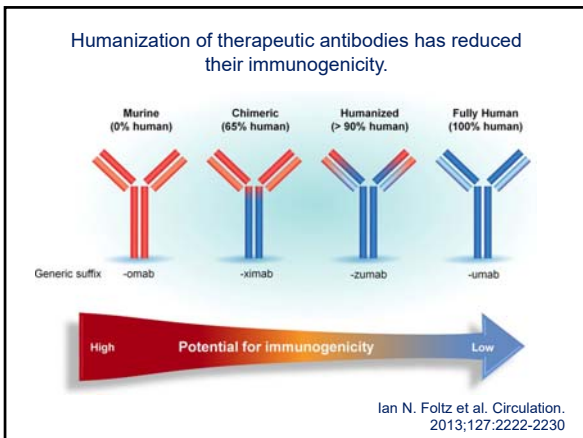 Humanization of therapeutic antibodies has reduced
their immunogenicity.
Murine Chimeric Humanized Fully Human
(0% human) (65% human) (> 90% human) (100% human)
Generic suffix -omab -ximab -zumab -umab
High Potential for immunogenicity Low
Ian N. Foltz et al. Circulation.
2013;127:2222-2230